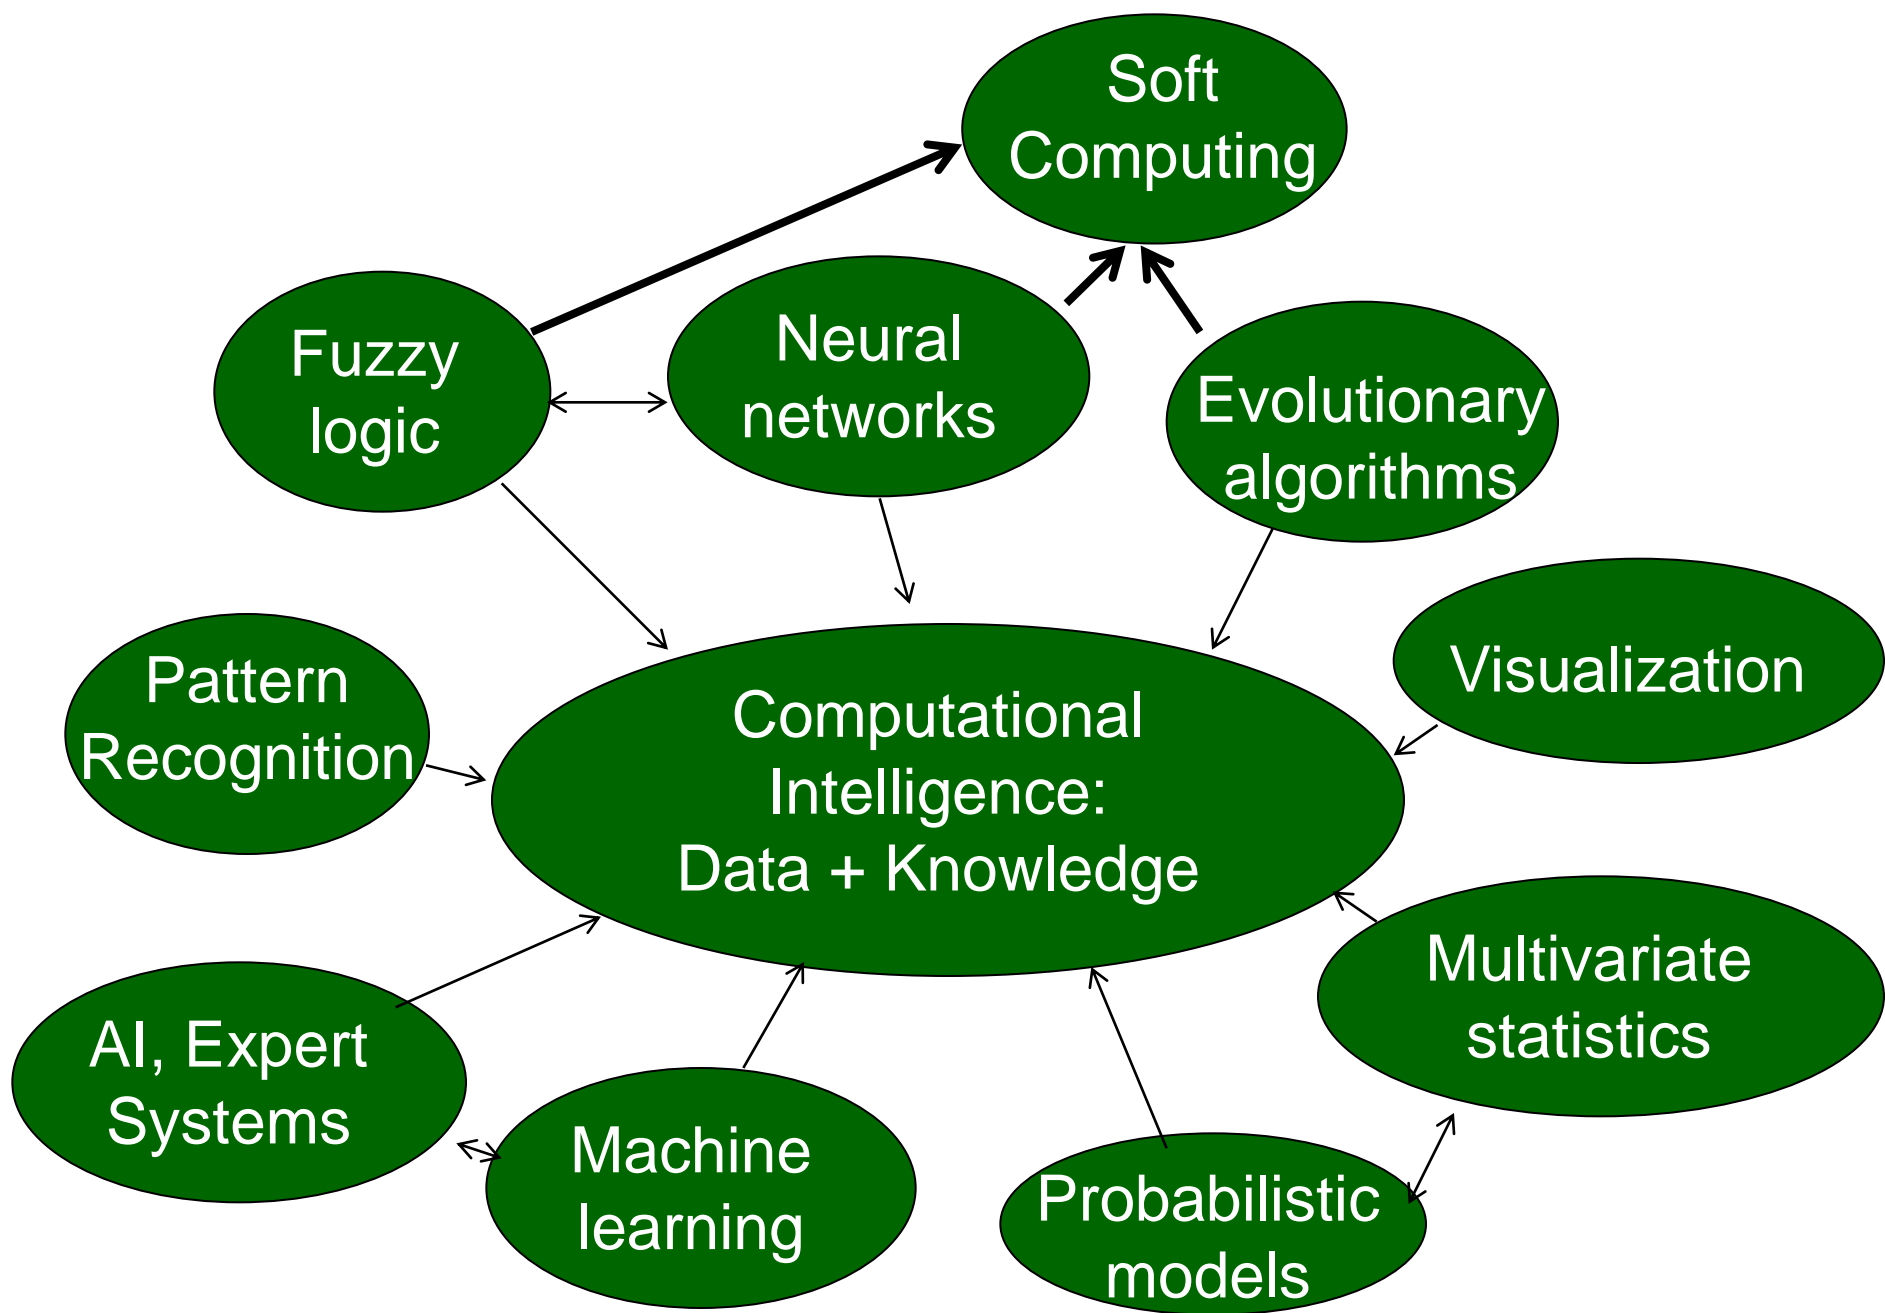 Soft
Computing
Fuzzy
logic
Neural
networks
Evolutionary
algorithms
Pattern
Recognition
Computational
Intelligence:
Data + Knowledge
Visualization
AI, Expert
Systems
Machine
learning
Probabilistic
models
Multivariate
statistics